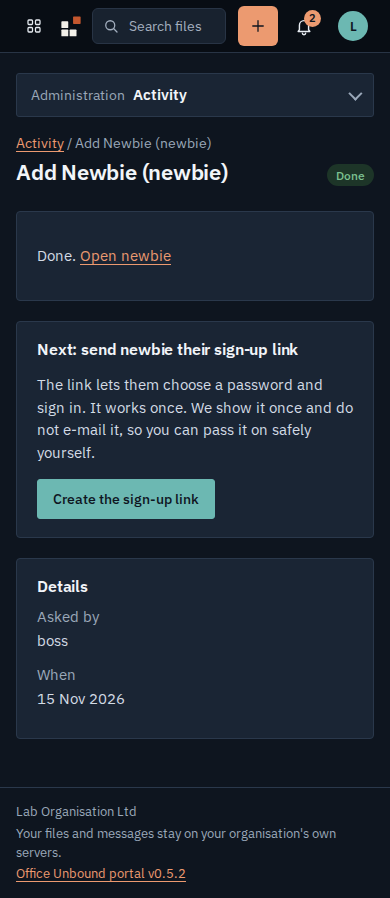 Search files
2
L
Administration Activity
Activity / Add Newbie (newbie)
Add Newbie (newbie)
Done
Done. Open newbie
Next: send newbie their sign-up link
The link lets them choose a password and
sign in. It works once. We show it once and do
not e-mail it, so you can pass it on safely
yourself.
Create the sign-up link
Details
Asked by
boss
When
15 Nov 2026
Lab Organisation Ltd
Your files and messages stay on your organisation's own
servers.
Office Unbound portal v0.5.2